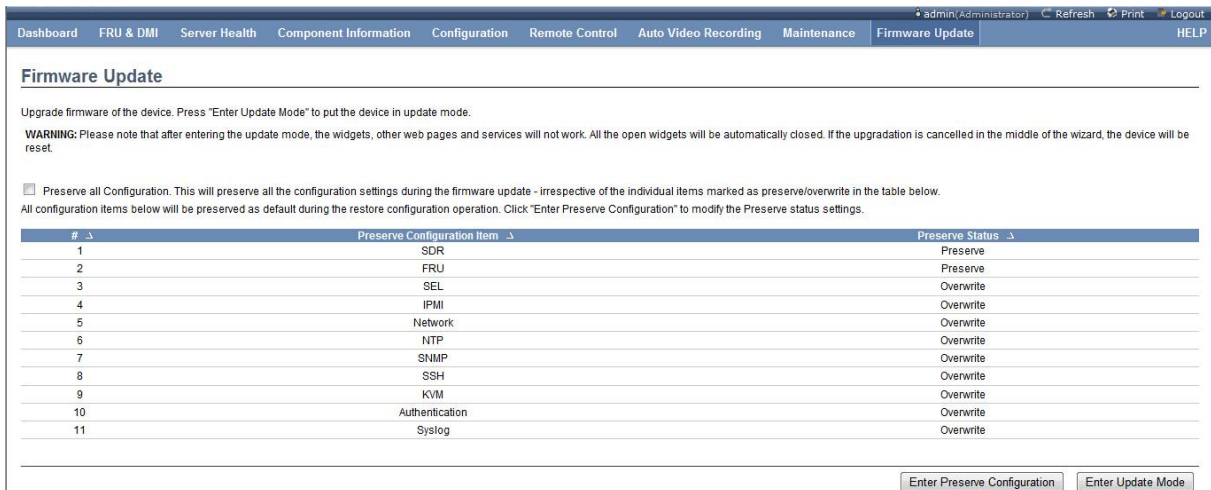 admin(Administrator) Refresh Print Logout
Dashboard FRU & DMI Server Health Component Information Configuration Remote Control Auto Video Recording Maintenance Firmware Update HELP
Firmware Update
Upgrade firmware of the device. Press "Enter Update Mode" to put the device in update mode.
WARNING: Please note that after entering the update mode, the widgets, other web pages and services will not work. All the open widgets will be automatically closed. If the upgradation is cancelled in the middle of the wizard, the device will be
reset.
Preserve all Configuration. This will preserve all the configuration settings during the firmware update - irrespective of the individual items marked as preserve/overwrite in the table below.
All configuration items below will be preserved as default during the restore configuration operation. Click "Enter Preserve Configuration" to modify the Preserve status settings.
# Preserve Configuration Item Preserve Status
1 SDR Preserve
2 FRU Preserve
3 SEL Overwrite
4 IPMI Overwrite
5 Network Overwrite
6 NTP Overwrite
7 SNMP Overwrite
8 SSH Overwrite
9 KVM Overwrite
10 Authentication Overwrite
11 Syslog Overwrite
Enter Preserve Configuration Enter Update Mode